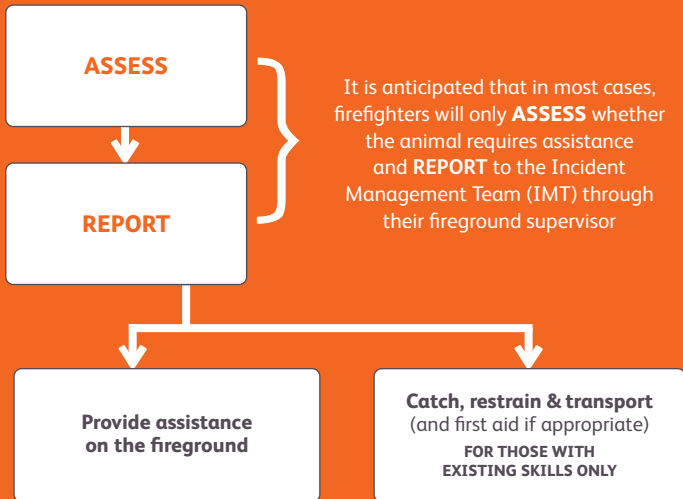 ASSESS
It is anticipated that in most cases,
firefighters will only ASSESS whether
the animal requires assistance
and REPORT to the Incident
Management Team (IMT) through
their fireground supervisor
REPORT
Provide assistance
on the fireground
Catch, restrain & transport
(and first aid if appropriate)
FOR THOSE WITH
EXISTING SKILLS ONLY